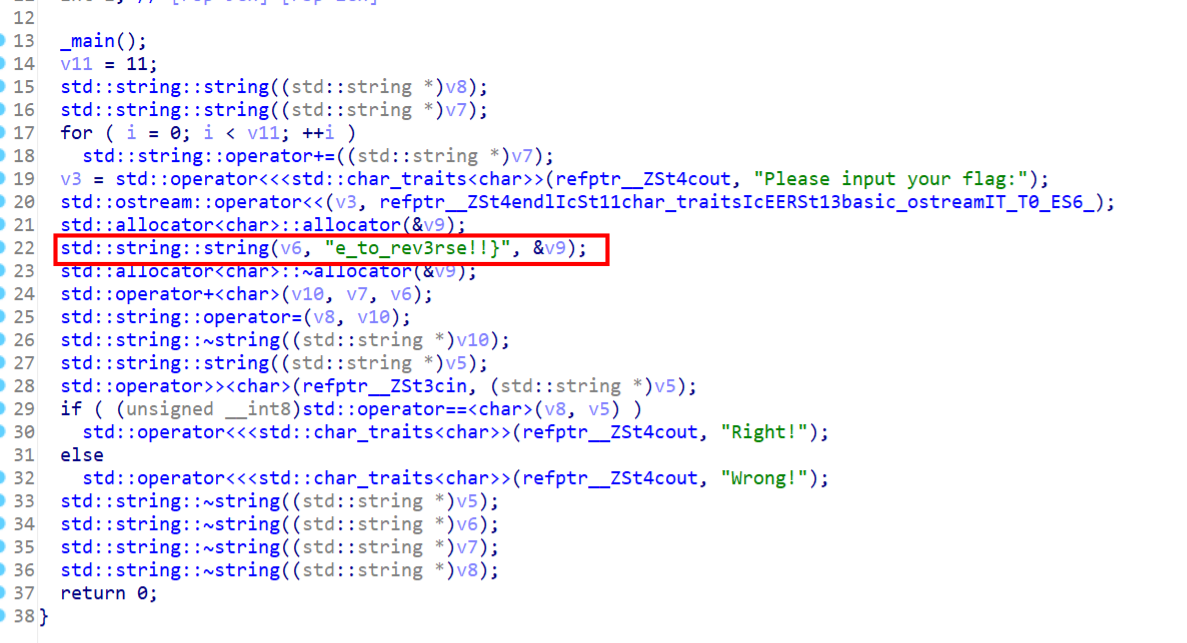 12
13 _main();
14 v11 = 11;
15 std::string::string((std::string *)v8);
16 std::string::string((std::string *)v7);
17 for ( i = 0; i < v11; ++i )
18 std::string::operator+=((std::string *)v7);
19 v3 = std::operator<<<std::char_traits<char>>(refptr__ZSt4cout, "Please input your flag:");
20 std::ostream::operator<<(v3, refptr__ZSt4endlIcSt11char_traitsIcEERSt13basic_ostreamIT_T0_ES6_);
21 std::allocator<char>::allocator(&v9);
22 std::string::string(v6, "e_to_rev3rse!!}", &v9);
23 std::allocator<char>::~allocator(&v9);
24 std::operator+<char>(v10, v7, v6);
25 std::string::operator=(v8, v10);
26 std::string::~string((std::string *)v10);
27 std::string::string((std::string *)v5);
28 std::operator>><char>(refptr__ZSt3cin, (std::string *)v5);
29 if ( (unsigned __int8)std::operator==<char>(v8, v5) )
30 std::operator<<<std::char_traits<char>>(refptr__ZSt4cout, "Right!");
31 else
32 std::operator<<<std::char_traits<char>>(refptr__ZSt4cout, "Wrong!");
33 std::string::~string((std::string *)v5);
34 std::string::~string((std::string *)v6);
35 std::string::~string((std::string *)v7);
36 std::string::~string((std::string *)v8);
37 return 0;
38 }